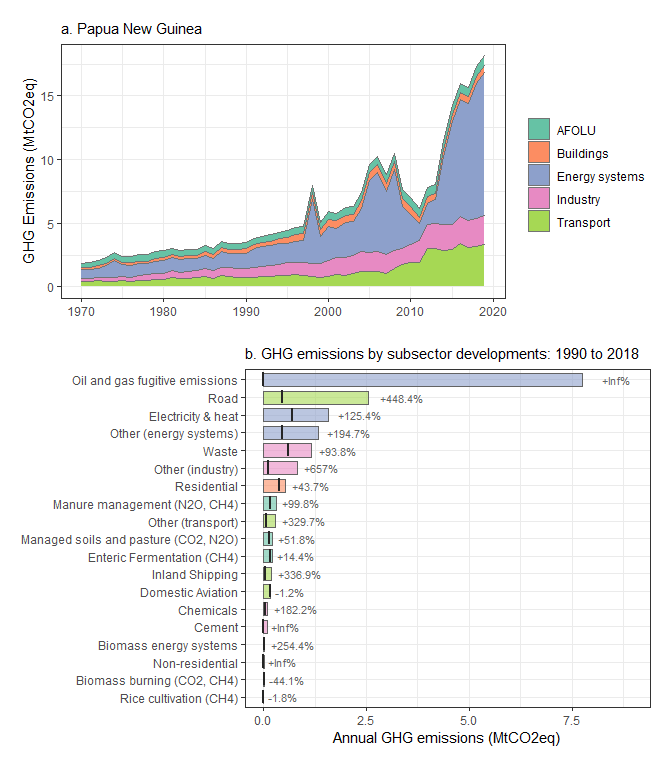 a. Papua New Guinea
GHG Emissions (MtCO2eq)
15
10
5
0
1970
1980
1990
2000
2010
2020
AFOLU
Buildings
Energy systems
Industry
Transport
b. GHG emissions by subsector developments: 1990 to 2018
Oil and gas fugitive emissions +Inf%
Road +448.4%
Electricity & heat +125.4%
Other (energy systems) +194.7%
Waste +93.8%
Other (industry) +657%
Residential +43.7%
Manure management (N2O, CH4) +99.8%
Other (transport) +329.7%
Managed soils and pasture (CO2, N2O) +51.8%
Enteric Fermentation (CH4) +14.4%
Inland Shipping +336.9%
Domestic Aviation -1.2%
Chemicals +182.2%
Cement +Inf%
Biomass energy systems +254.4%
Non-residential +Inf%
Biomass burning (CO2, CH4) -44.1%
Rice cultivation (CH4) -1.8%
0.0
2.5
5.0
7.5
Annual GHG emissions (MtCO2eq)